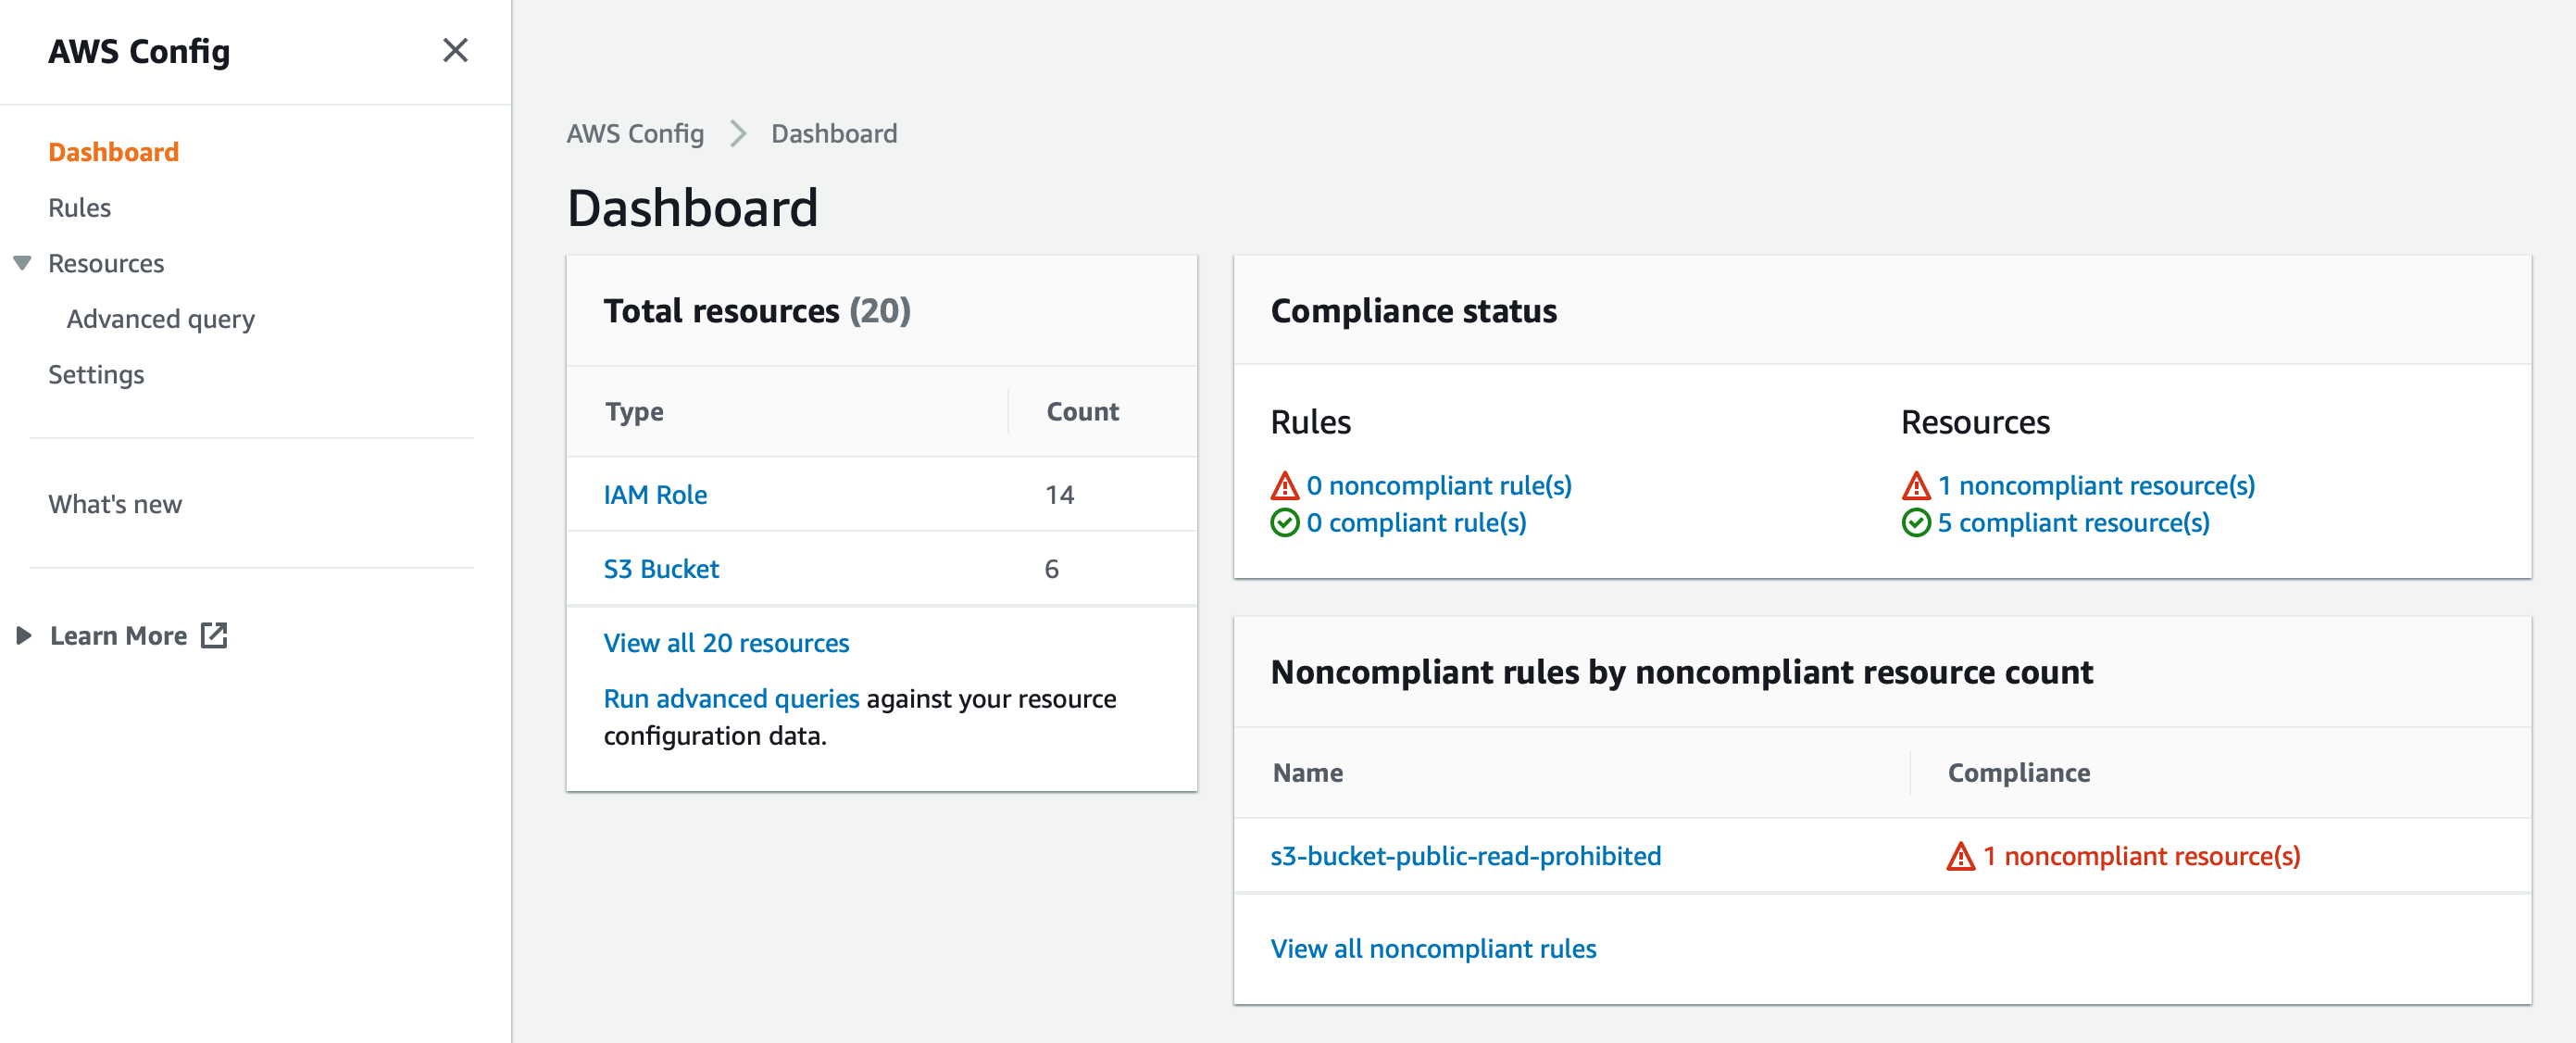 AWS Config
Dashboard
Rules
Resources
Advanced query
Settings
What's new
Learn More
AWS Config Dashboard
Dashboard
Total resources (20)
Type Count
IAM Role 14
S3 Bucket 6
View all 20 resources
Run advanced queries against your resource
configuration data.
Compliance status
Rules Resources
0 noncompliant rule(s) 1 noncompliant resource(s)
0 compliant rule(s) 5 compliant resource(s)
Noncompliant rules by noncompliant resource count
Name Compliance
s3-bucket-public-read-prohibited 1 noncompliant resource(s)
View all noncompliant rules